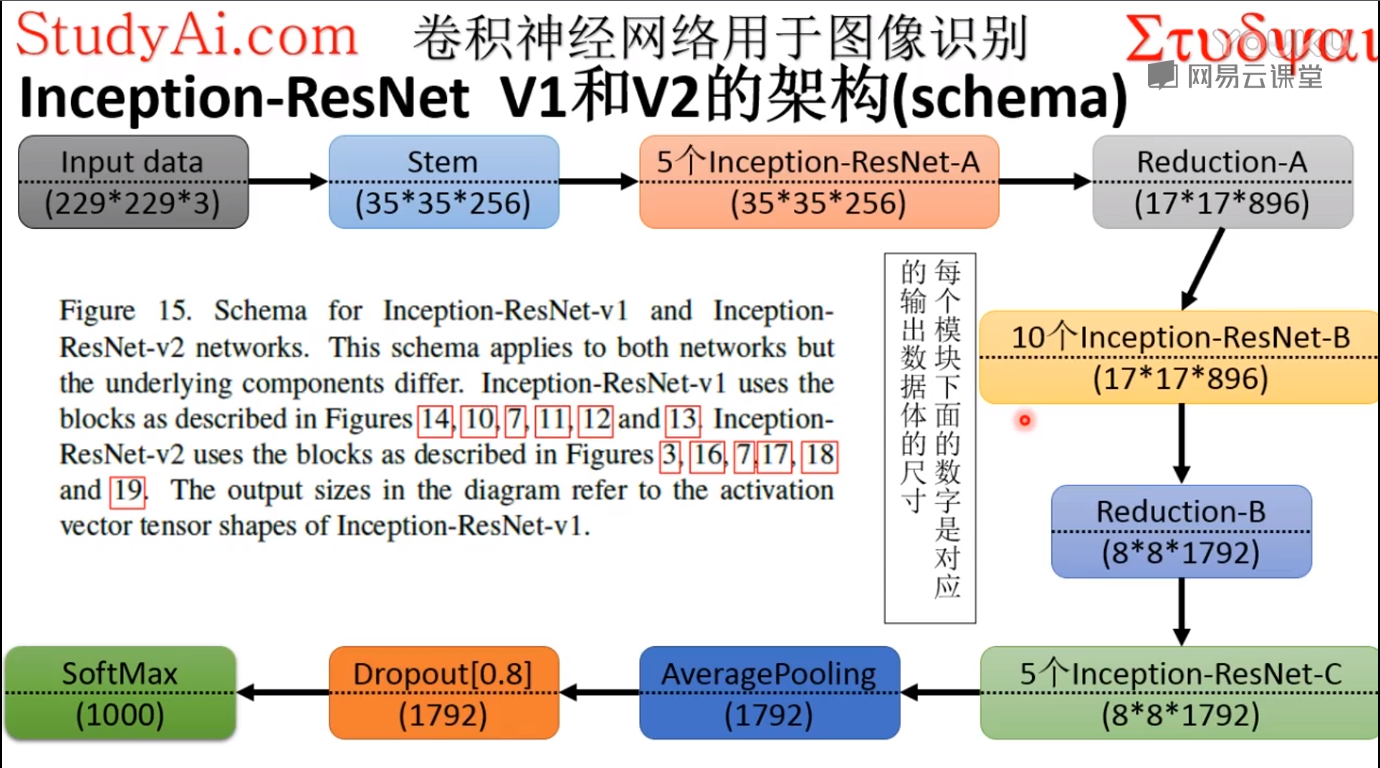 StudyAi.com 卷积神经网络用于图像识别 Στυdψαι
YOUKU
网易云课堂
Inception-ResNet V1和V2的架构(schema)
Input data
(229*229*3)
Stem
(35*35*256)
5个Inception-ResNet-A
(35*35*256)
Reduction-A
(17*17*896)
Figure 15. Schema for Inception-ResNet-v1 and Inception-
ResNet-v2 networks. This schema applies to both networks but
the underlying components differ. Inception-ResNet-v1 uses the
blocks as described in Figures 14, 10, 7, 11, 12 and 13. Inception-
ResNet-v2 uses the blocks as described in Figures 3, 16, 7,17, 18
and 19. The output sizes in the diagram refer to the activation
vector tensor shapes of Inception-ResNet-v1.
每个模块下面的数字是对应
的输出数据体的尺寸
10个Inception-ResNet-B
(17*17*896)
Reduction-B
(8*8*1792)
5个Inception-ResNet-C
(8*8*1792)
AveragePooling
(1792)
Dropout[0.8]
(1792)
SoftMax
(1000)